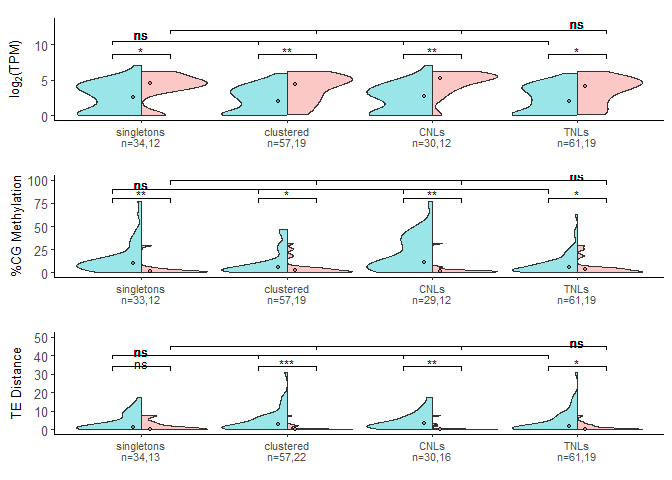 ns
ns
* ** ** *
log2(TPM)
10
5
0
singletons clustered CNLs TNLs
n=34,12 n=57,19 n=30,12 n=61,19
ns
ns
** * ** *
%CG Methylation
100
75
50
25
0
singletons clustered CNLs TNLs
n=33,12 n=57,19 n=29,12 n=61,19
ns
ns
ns *** ** *
TE Distance
50
40
30
20
10
0
singletons clustered CNLs TNLs
n=34,13 n=57,22 n=30,16 n=61,19